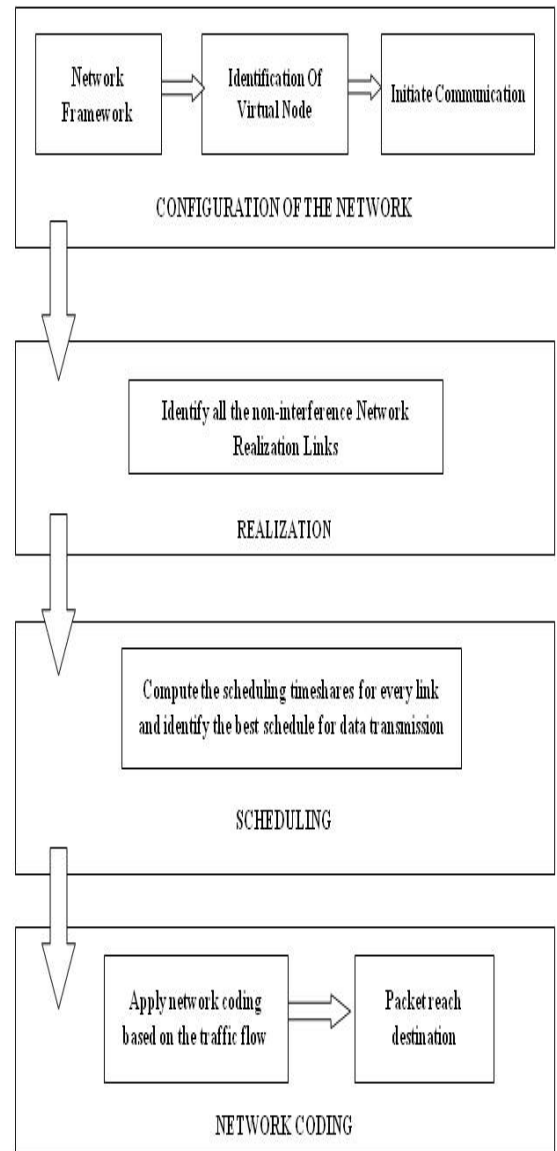 Network
Framework
Identification Of
Virtual Node
Initiate Communication
CONFIGURATION OF THE NETWORK
Identify all the non-interference Network
Realization Links
REALIZATION
Compute the scheduling timeshares for every link
and identify the best schedule for data transmission
SCHEDULING
Apply network coding
based on the traffic flow
Packet reach
destination
NETWORK CODING